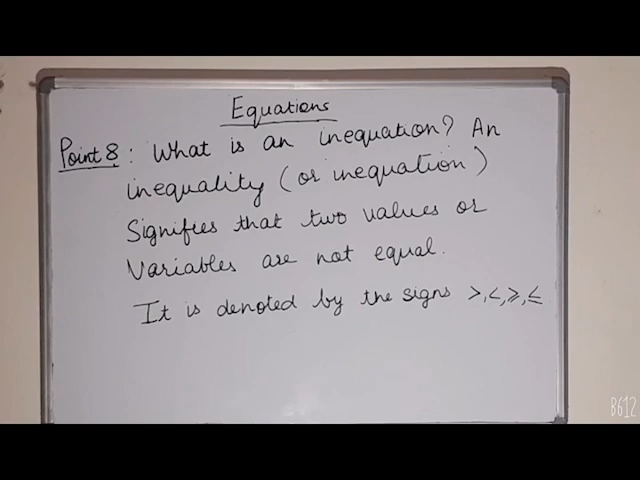 Equations
Point 8 : What is an inequation? An
inequality (or inequation)
Signifies that two values or
Variables are not equal.
It is denoted by the signs >,<,⩾,≤
B612